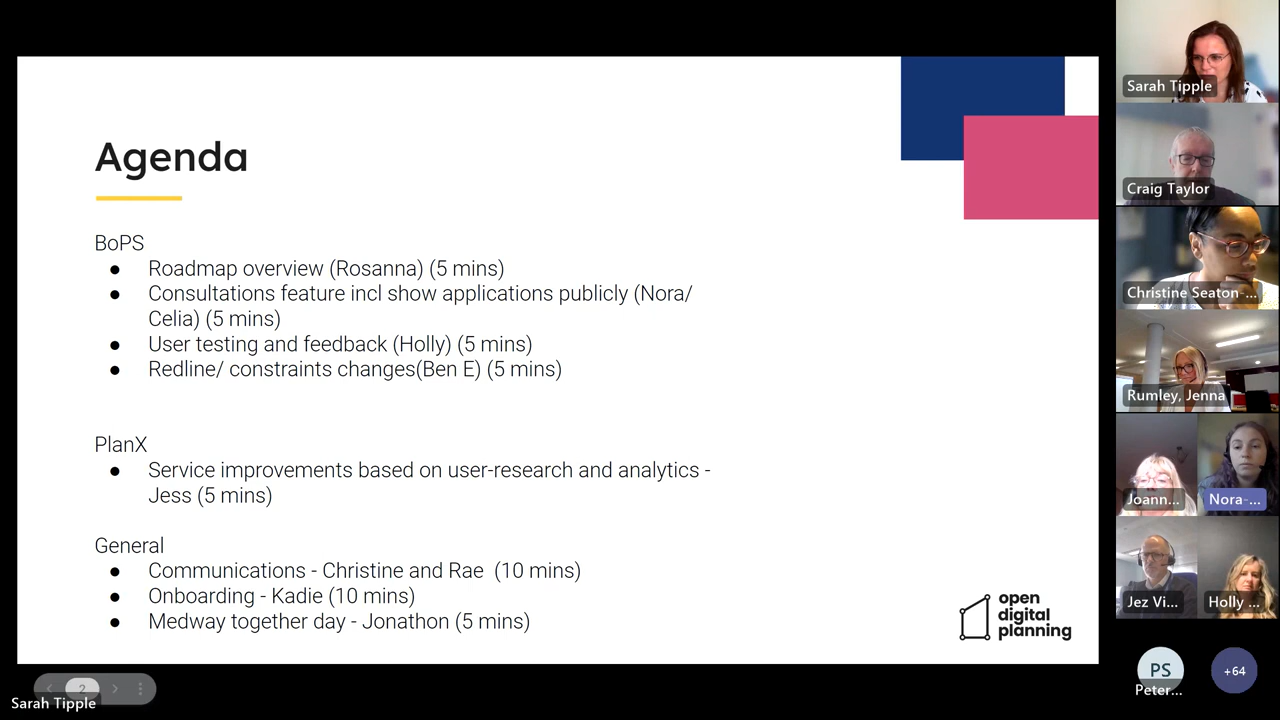 Agenda
BoPS
● Roadmap overview (Rosanna) (5 mins)
● Consultations feature incl show applications publicly (Nora/
Celia) (5 mins)
● User testing and feedback (Holly) (5 mins)
● Redline/ constraints changes(Ben E) (5 mins)
PlanX
● Service improvements based on user-research and analytics -
Jess (5 mins)
General
● Communications - Christine and Rae (10 mins)
● Onboarding - Kadie (10 mins)
● Medway together day - Jonathon (5 mins)
open
digital
planning
2
Sarah Tipple
Sarah Tipple
Craig Taylor
Christine Seaton-...
Rumley, Jenna
Joann...
Nora-...
Jez Vi...
Holly ...
PS
Peter...
+64